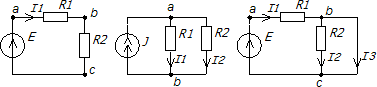 a I1 R1 b
E R2
c
a
J R1 R2
I1 I2
b
a I1 R1 b
E R2
I2 I3
c